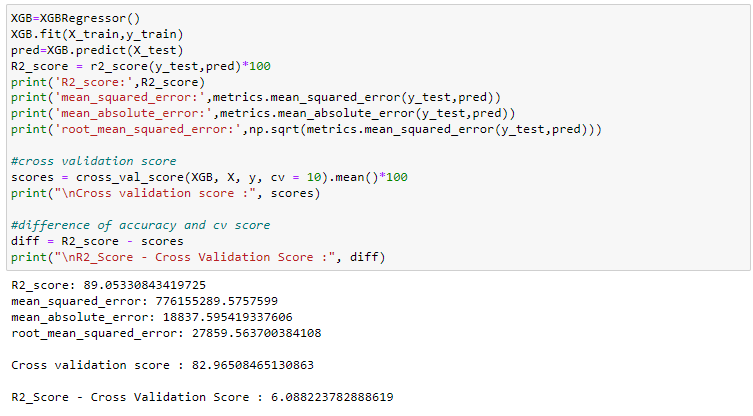 XGB=XGBRegressor()
XGB.fit(X_train,y_train)
pred=XGB.predict(X_test)
R2_score = r2_score(y_test,pred)*100
print('R2_score:',R2_score)
print('mean_squared_error:',metrics.mean_squared_error(y_test,pred))
print('mean_absolute_error:',metrics.mean_absolute_error(y_test,pred))
print('root_mean_squared_error:',np.sqrt(metrics.mean_squared_error(y_test,pred)))
#cross validation score
scores = cross_val_score(XGB, X, y, cv = 10).mean()*100
print("\nCross validation score :", scores)
#difference of accuracy and cv score
diff = R2_score - scores
print("\nR2_Score - Cross Validation Score :", diff)
R2_score: 89.05330843419725
mean_squared_error: 776155289.5757599
mean_absolute_error: 18837.595419337606
root_mean_squared_error: 27859.563700384108
Cross validation score : 82.96508465130863
R2_Score - Cross Validation Score : 6.088223782888619